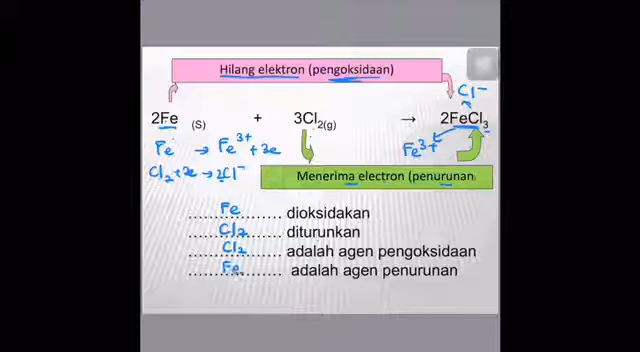 Hilang elektron (pengoksidaan)
Cl⁻
2Fe (S) + 3Cl2(g) → 2FeCl3
Fe → Fe3+ + 3e
Fe3+
Cl2 + 2e → 2Cl⁻
Menerima electron (penurunan
Fe dioksidakan
Cl2 diturunkan
Cl2 adalah agen pengoksidaan
Fe adalah agen penurunan